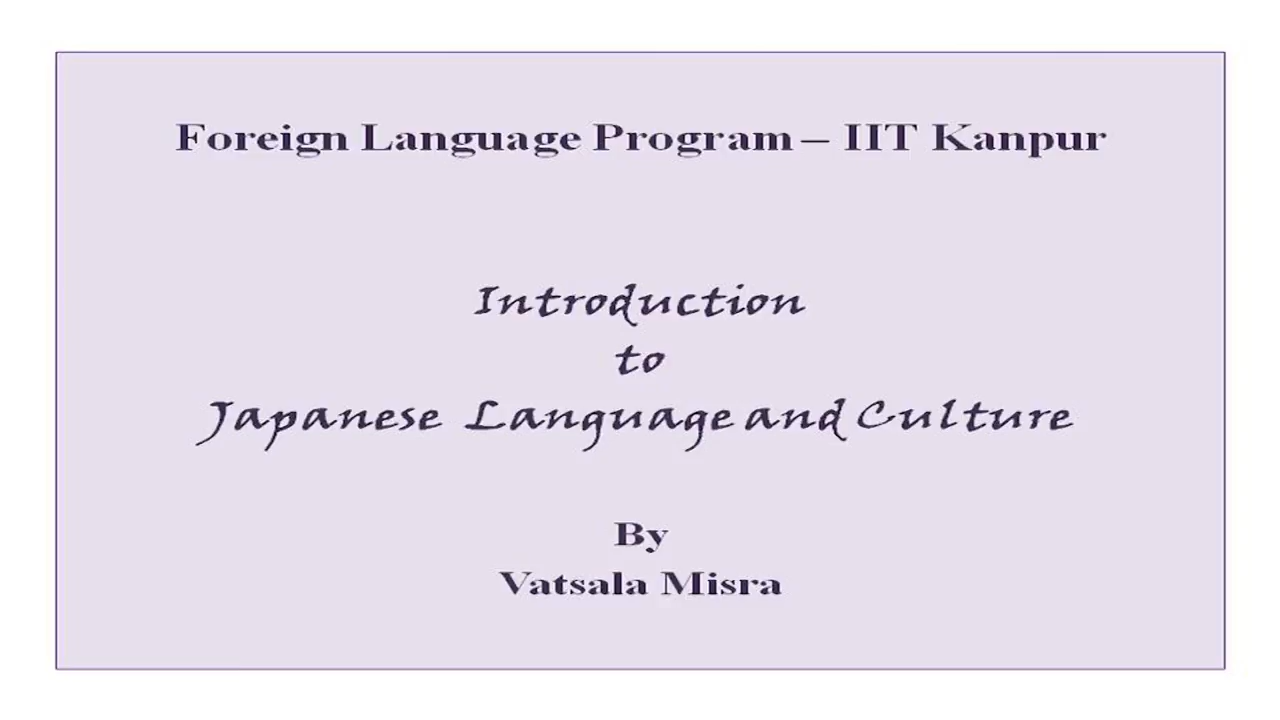 Foreign Language Program – IIT Kanpur
Introduction
to
Japanese Language and Culture
By
Vatsala Misra